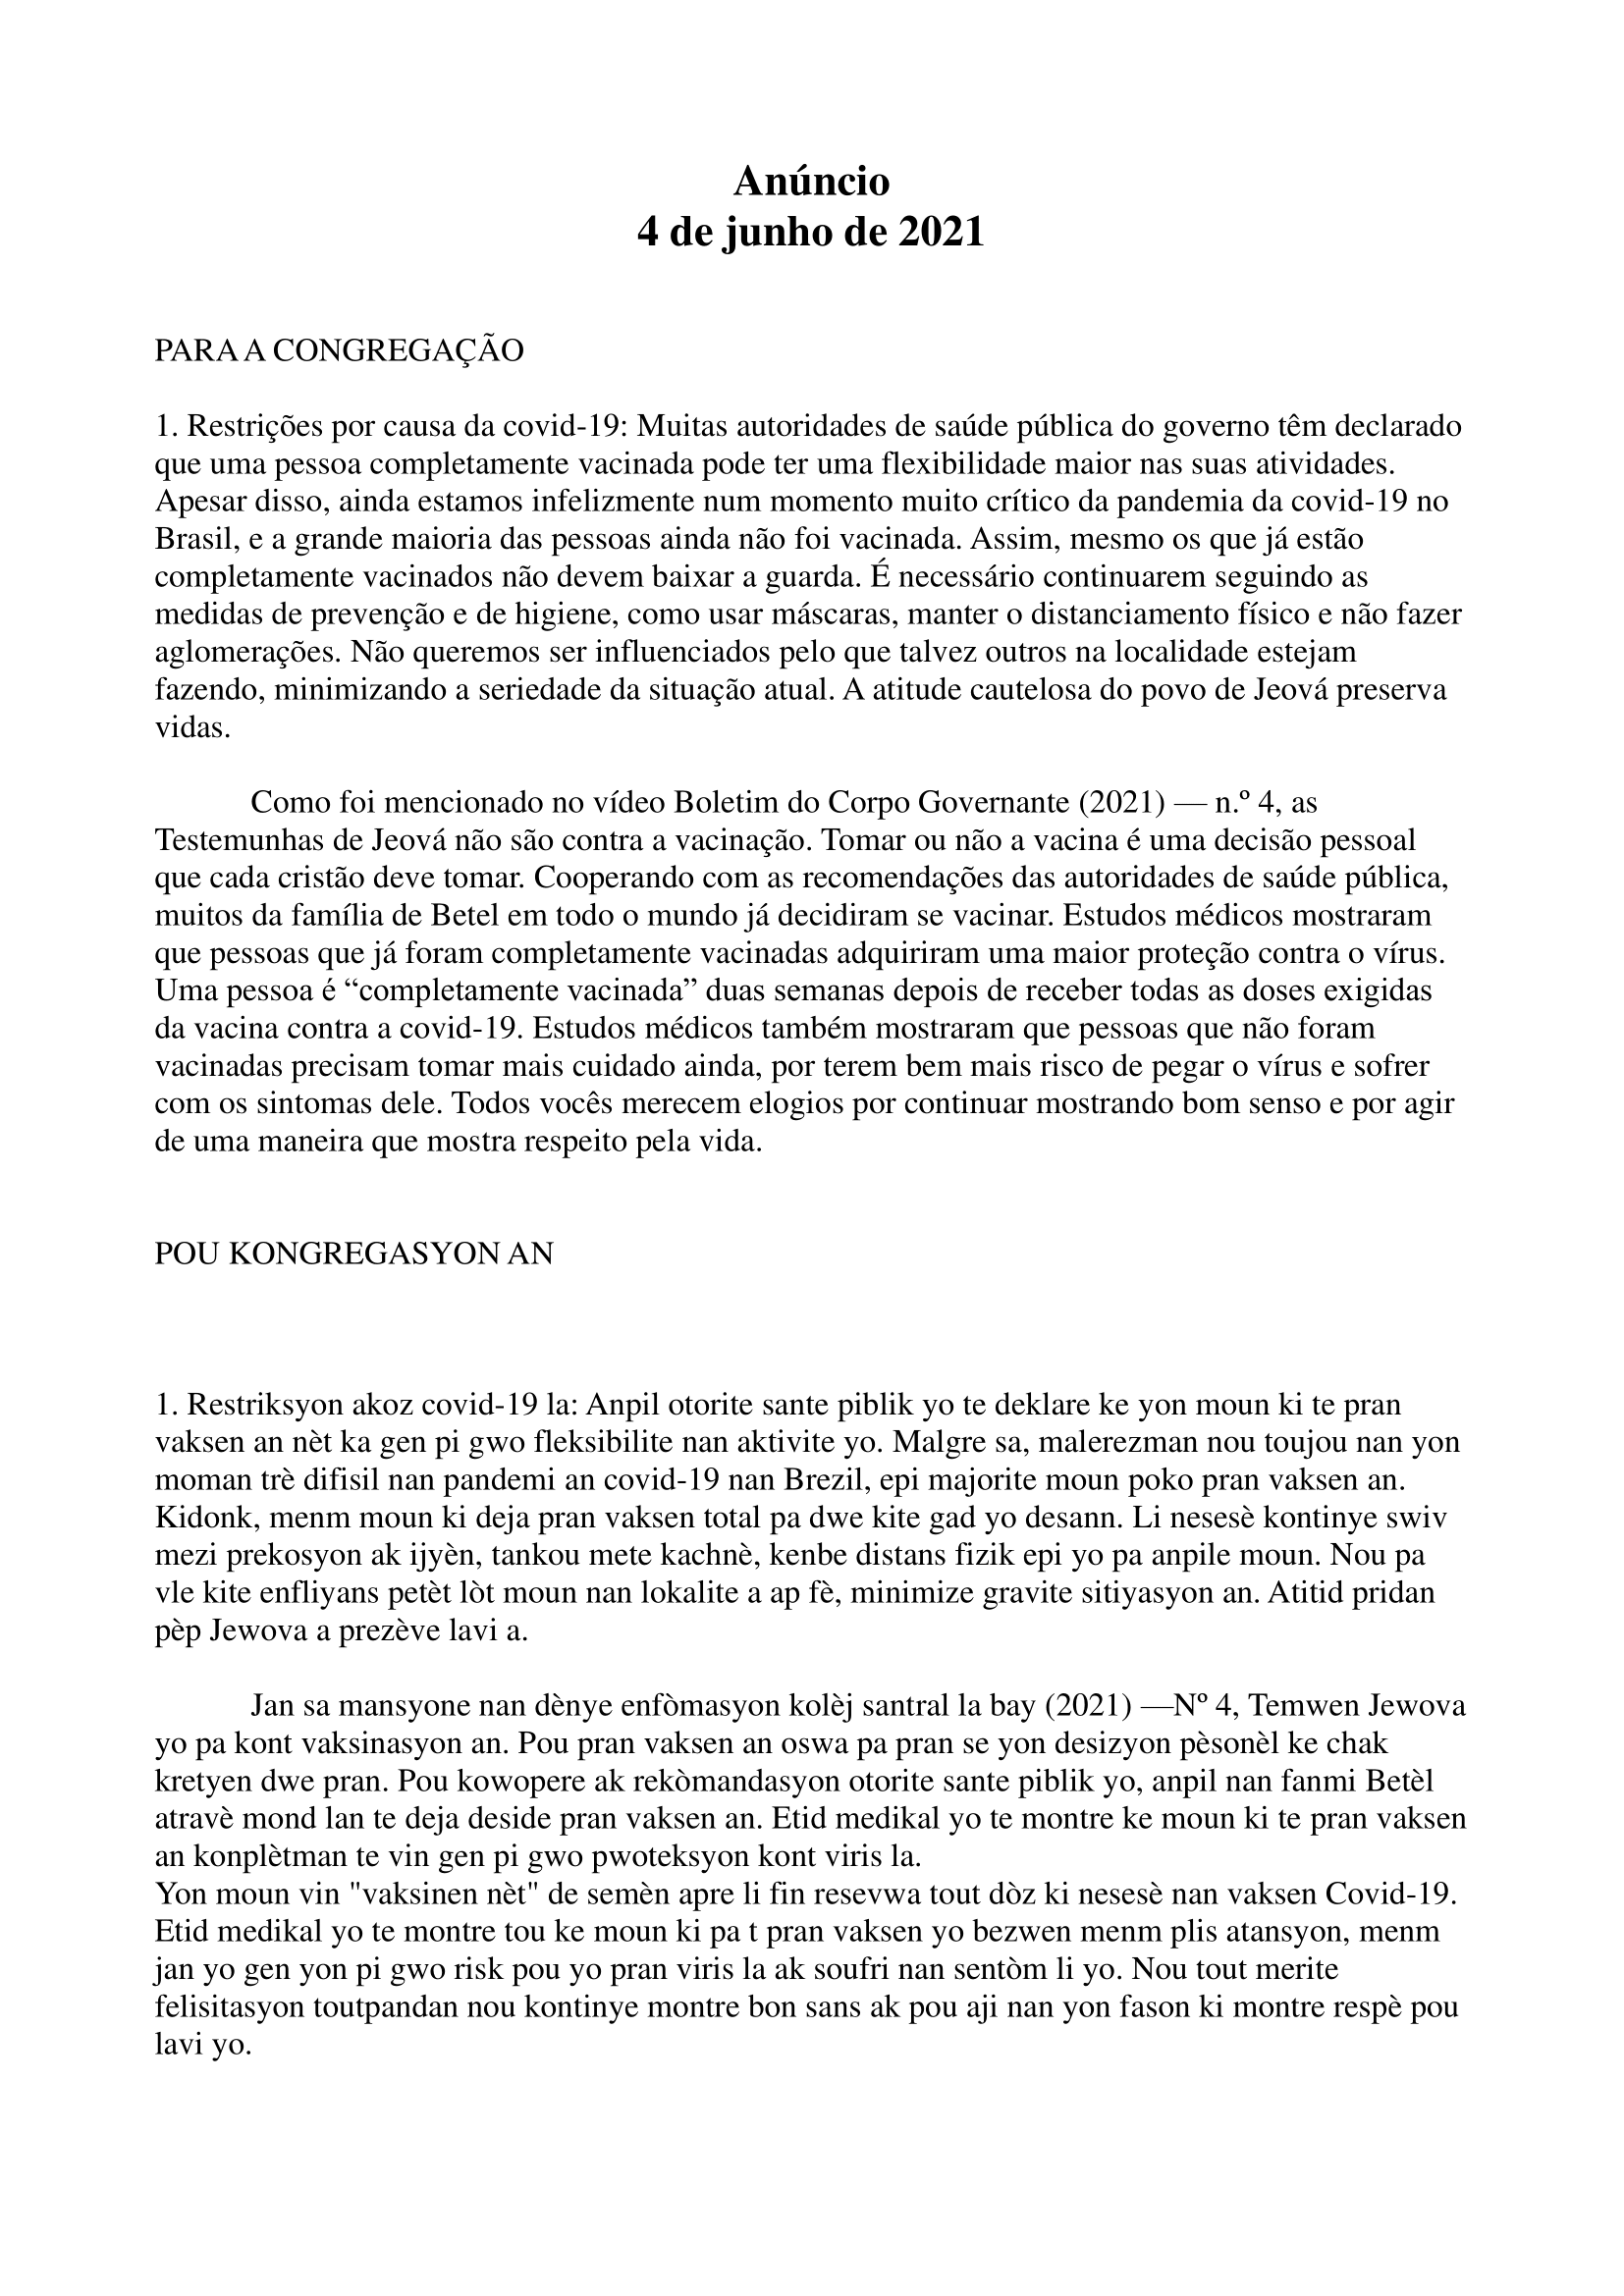 Anúncio
4 de junho de 2021
PARA A CONGREGAÇÃO
1. Restrições por causa da covid-19: Muitas autoridades de saúde pública do governo têm declarado
que uma pessoa completamente vacinada pode ter uma flexibilidade maior nas suas atividades.
Apesar disso, ainda estamos infelizmente num momento muito crítico da pandemia da covid-19 no
Brasil, e a grande maioria das pessoas ainda não foi vacinada. Assim, mesmo os que já estão
completamente vacinados não devem baixar a guarda. É necessário continuarem seguindo as
medidas de prevenção e de higiene, como usar máscaras, manter o distanciamento físico e não fazer
aglomerações. Não queremos ser influenciados pelo que talvez outros na localidade estejam
fazendo, minimizando a seriedade da situação atual. A atitude cautelosa do povo de Jeová preserva
vidas.
Como foi mencionado no vídeo Boletim do Corpo Governante (2021) — n.º 4, as
Testemunhas de Jeová não são contra a vacinação. Tomar ou não a vacina é uma decisão pessoal
que cada cristão deve tomar. Cooperando com as recomendações das autoridades de saúde pública,
muitos da família de Betel em todo o mundo já decidiram se vacinar. Estudos médicos mostraram
que pessoas que já foram completamente vacinadas adquiriram uma maior proteção contra o vírus.
Uma pessoa é “completamente vacinada” duas semanas depois de receber todas as doses exigidas
da vacina contra a covid-19. Estudos médicos também mostraram que pessoas que não foram
vacinadas precisam tomar mais cuidado ainda, por terem bem mais risco de pegar o vírus e sofrer
com os sintomas dele. Todos vocês merecem elogios por continuar mostrando bom senso e por agir
de uma maneira que mostra respeito pela vida.
POU KONGREGASYON AN
1. Restriksyon akoz covid-19 la: Anpil otorite sante piblik yo te deklare ke yon moun ki te pran
vaksen an nèt ka gen pi gwo fleksibilite nan aktivite yo. Malgre sa, malerezman nou toujou nan yon
moman trè difisil nan pandemi an covid-19 nan Brezil, epi majorite moun poko pran vaksen an.
Kidonk, menm moun ki deja pran vaksen total pa dwe kite gad yo desann. Li nesesè kontinye swiv
mezi prekosyon ak ijyèn, tankou mete kachnè, kenbe distans fizik epi yo pa anpile moun. Nou pa
vle kite enfliyans petèt lòt moun nan lokalite a ap fè, minimize gravite sitiyasyon an. Atitid pridan
pèp Jewova a prezève lavi a.
Jan sa mansyone nan dènye enfòmasyon kolèj santral la bay (2021) —Nº 4, Temwen Jewova
yo pa kont vaksinasyon an. Pou pran vaksen an oswa pa pran se yon desizyon pèsonèl ke chak
kretyen dwe pran. Pou kowopere ak rekòmandasyon otorite sante piblik yo, anpil nan fanmi Betèl
atravè mond lan te deja deside pran vaksen an. Etid medikal yo te montre ke moun ki te pran vaksen
an konplètman te vin gen pi gwo pwoteksyon kont viris la.
Yon moun vin "vaksinen nèt" de semèn apre li fin resevwa tout dòz ki nesesè nan vaksen Covid-19.
Etid medikal yo te montre tou ke moun ki pa t pran vaksen yo bezwen menm plis atansyon, menm
jan yo gen yon pi gwo risk pou yo pran viris la ak soufri nan sentòm li yo. Nou tout merite
felisitasyon toutpandan nou kontinye montre bon sans ak pou aji nan yon fason ki montre respè pou
lavi yo.